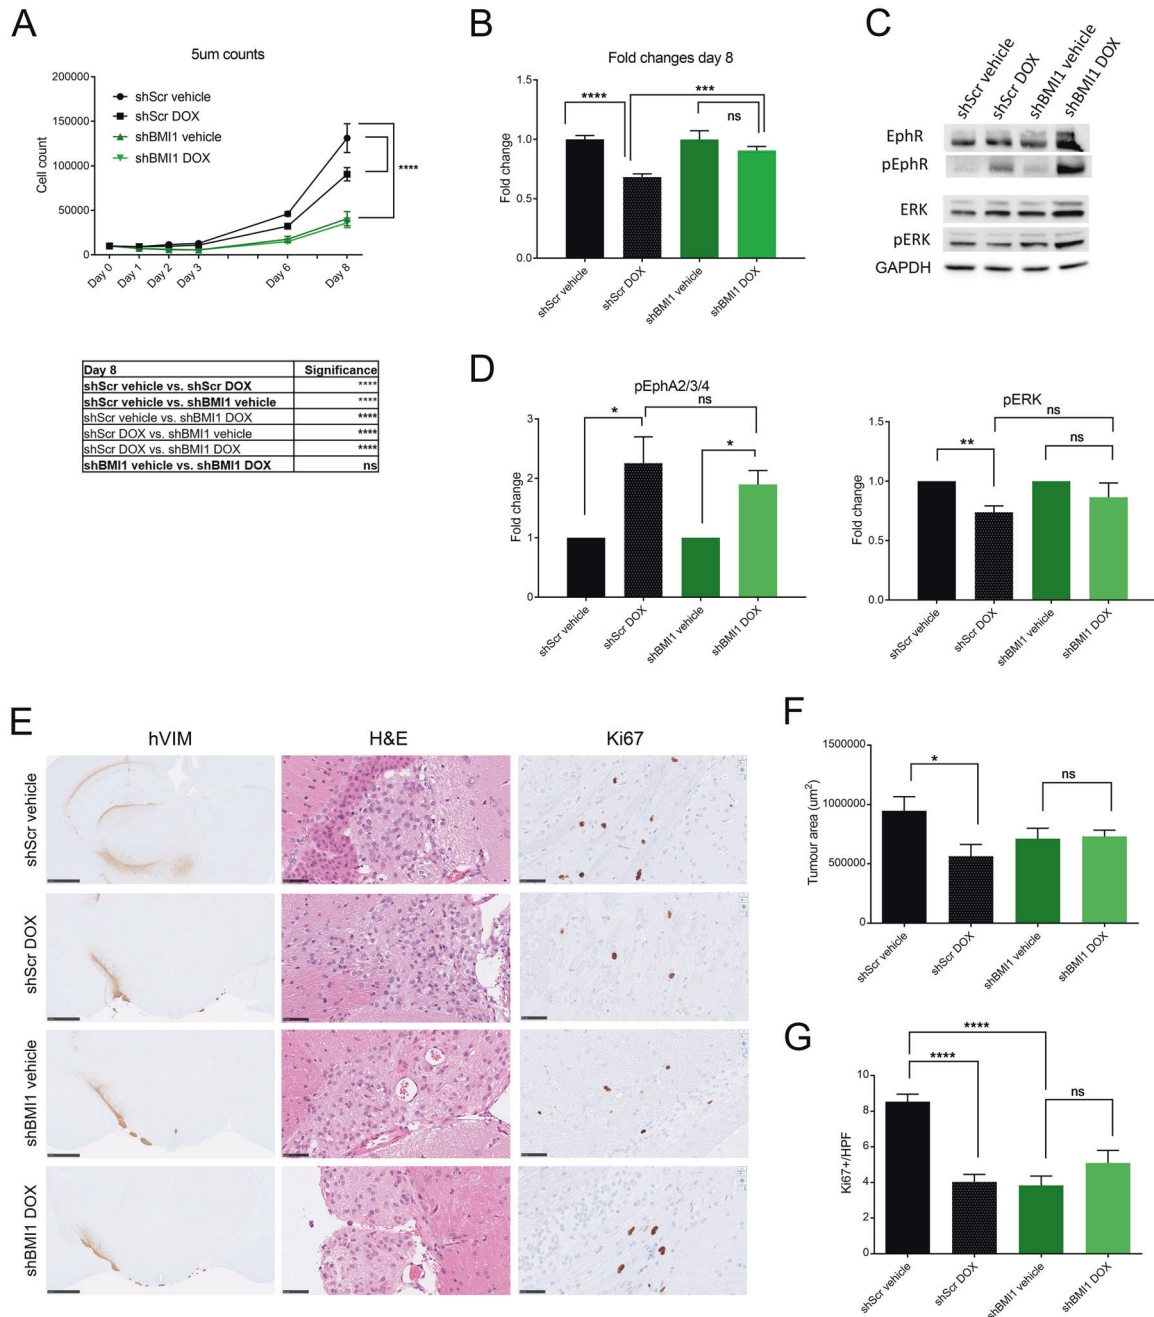 A
5um counts
200000
150000
100000
50000
0
Cell count
shScr vehicle
shScr DOX
shBMI1 vehicle
shBMI1 DOX
****
Day 0
Day 1
Day 2
Day 3
Day 6
Day 8
Day 8 Significance
shScr vehicle vs. shScr DOX ****
shScr vehicle vs. shBMI1 vehicle ****
shScr vehicle vs. shBMI1 DOX ****
shScr DOX vs. shBMI1 vehicle ****
shScr DOX vs. shBMI1 DOX ****
shBMI1 vehicle vs. shBMI1 DOX ns
B
Fold changes day 8
1.5
1.0
0.5
0.0
Fold change
**** *** ns
shScr vehicle
shScr DOX
shBMI1 vehicle
shBMI1 DOX
C
shScr vehicle
shScr DOX
shBMI1 vehicle
shBMI1 DOX
EphR
pEphR
ERK
pERK
GAPDH
D
pEphA2/3/4
3
2
1
0
Fold change
* ns *
shScr vehicle
shScr DOX
shBMI1 vehicle
shBMI1 DOX
pERK
1.5
1.0
0.5
0.0
Fold change
** ns ns
shScr vehicle
shScr DOX
shBMI1 vehicle
shBMI1 DOX
E
hVIM H&E Ki67
shScr vehicle
shScr DOX
shBMI1 vehicle
shBMI1 DOX
F
1500000
1000000
500000
0
Tumour area (um²)
* ns
shScr vehicle
shScr DOX
shBMI1 vehicle
shBMI1 DOX
G
10
8
6
4
2
0
Ki67+/HPF
**** **** ns
shScr vehicle
shScr DOX
shBMI1 vehicle
shBMI1 DOX